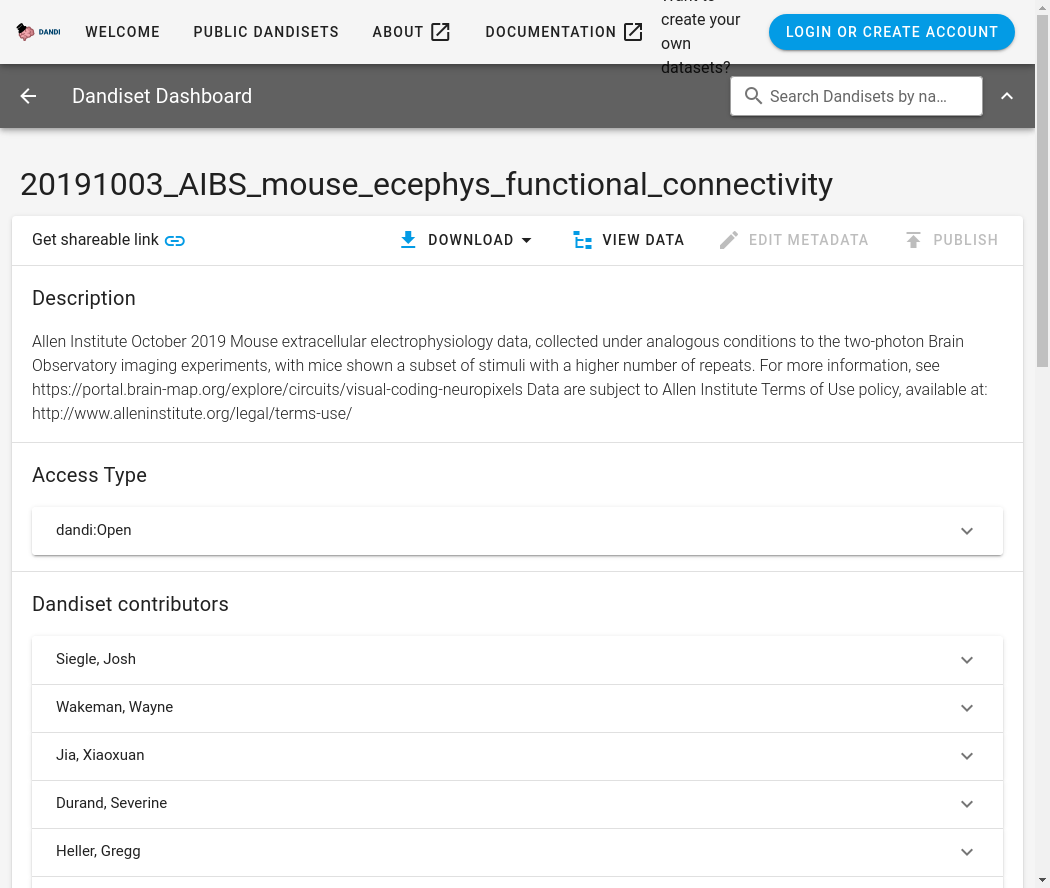 DANDI
WELCOME
PUBLIC DANDISETS
ABOUT
DOCUMENTATION
create your
own
datasets?
LOGIN OR CREATE ACCOUNT
Dandiset Dashboard
Search Dandisets by na...
20191003_AIBS_mouse_ecephys_functional_connectivity
Get shareable link
DOWNLOAD
VIEW DATA
EDIT METADATA
PUBLISH
Description
Allen Institute October 2019 Mouse extracellular electrophysiology data, collected under analogous conditions to the two-photon Brain
Observatory imaging experiments, with mice shown a subset of stimuli with a higher number of repeats. For more information, see
https://portal.brain-map.org/explore/circuits/visual-coding-neuropixels Data are subject to Allen Institute Terms of Use policy, available at:
http://www.alleninstitute.org/legal/terms-use/
Access Type
dandi:Open
Dandiset contributors
Siegle, Josh
Wakeman, Wayne
Jia, Xiaoxuan
Durand, Severine
Heller, Gregg